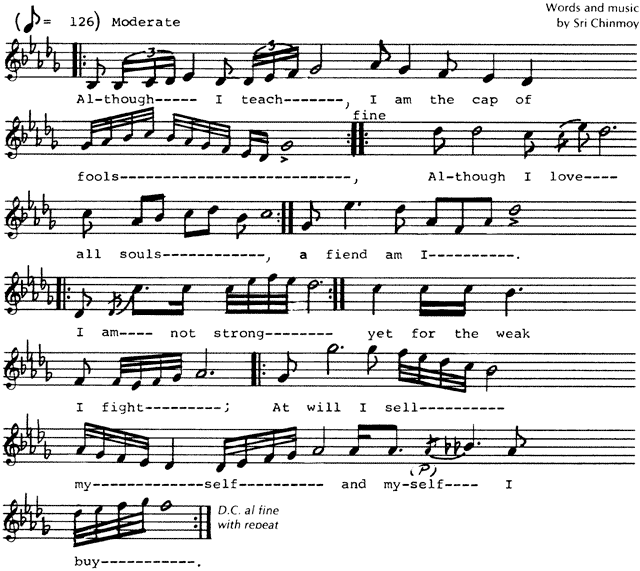 (♪= 126) Moderate
Words and music
by Sri Chinmoy
3 3
Al-though----- I teach-------, I am the cap of
fine
fools----------------------------, Al-though I love----
all souls-------------, a fiend am I----------.
I am---- not strong-------- yet for the weak
I fight---------; At will I sell----------
(P)
my-------------self---------- and my-self---- I
D.C. al fine
with repeat
buy------------.